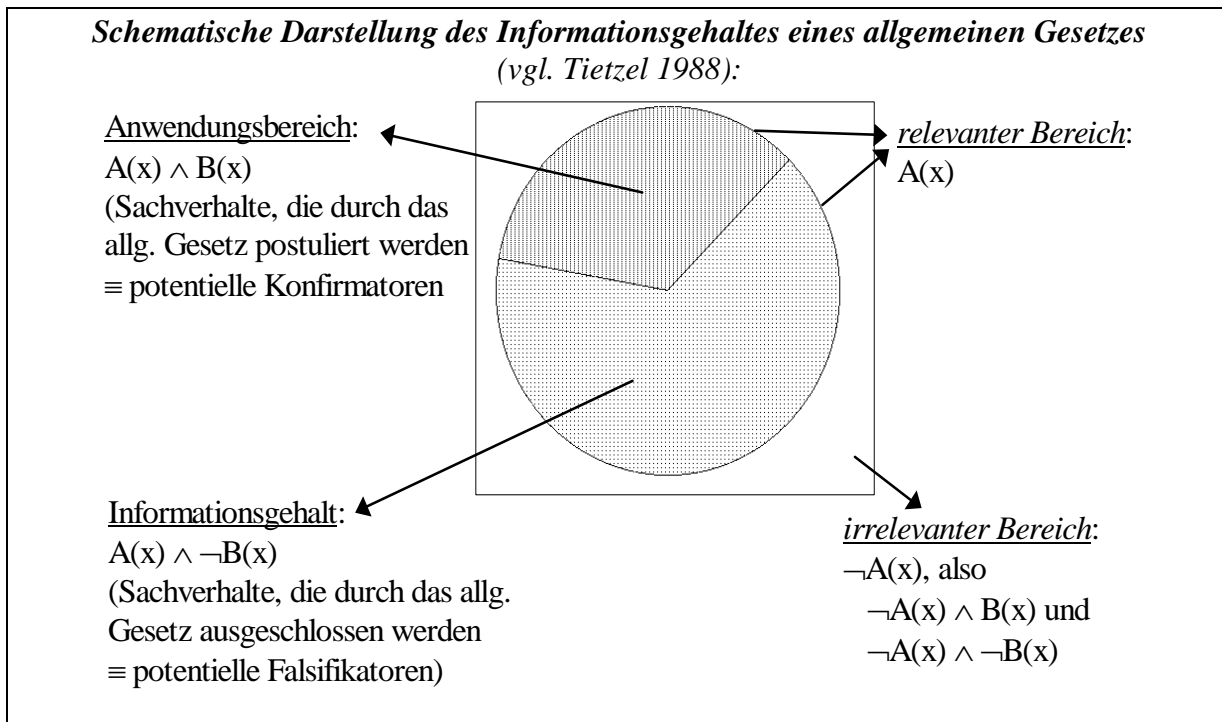 Schematische Darstellung des Informationsgehaltes eines allgemeinen Gesetzes
(vgl. Tietzel 1988):
Anwendungsbereich:
A(x) ∧ B(x)
(Sachverhalte, die durch das
allg. Gesetz postuliert werden
≡ potentielle Konfirmatoren
relevanter Bereich:
A(x)
Informationsgehalt:
A(x) ∧ ¬B(x)
(Sachverhalte, die durch das allg.
Gesetz ausgeschlossen werden
≡ potentielle Falsifikatoren)
irrelevanter Bereich:
¬A(x), also
¬A(x) ∧ B(x) und
¬A(x) ∧ ¬B(x)